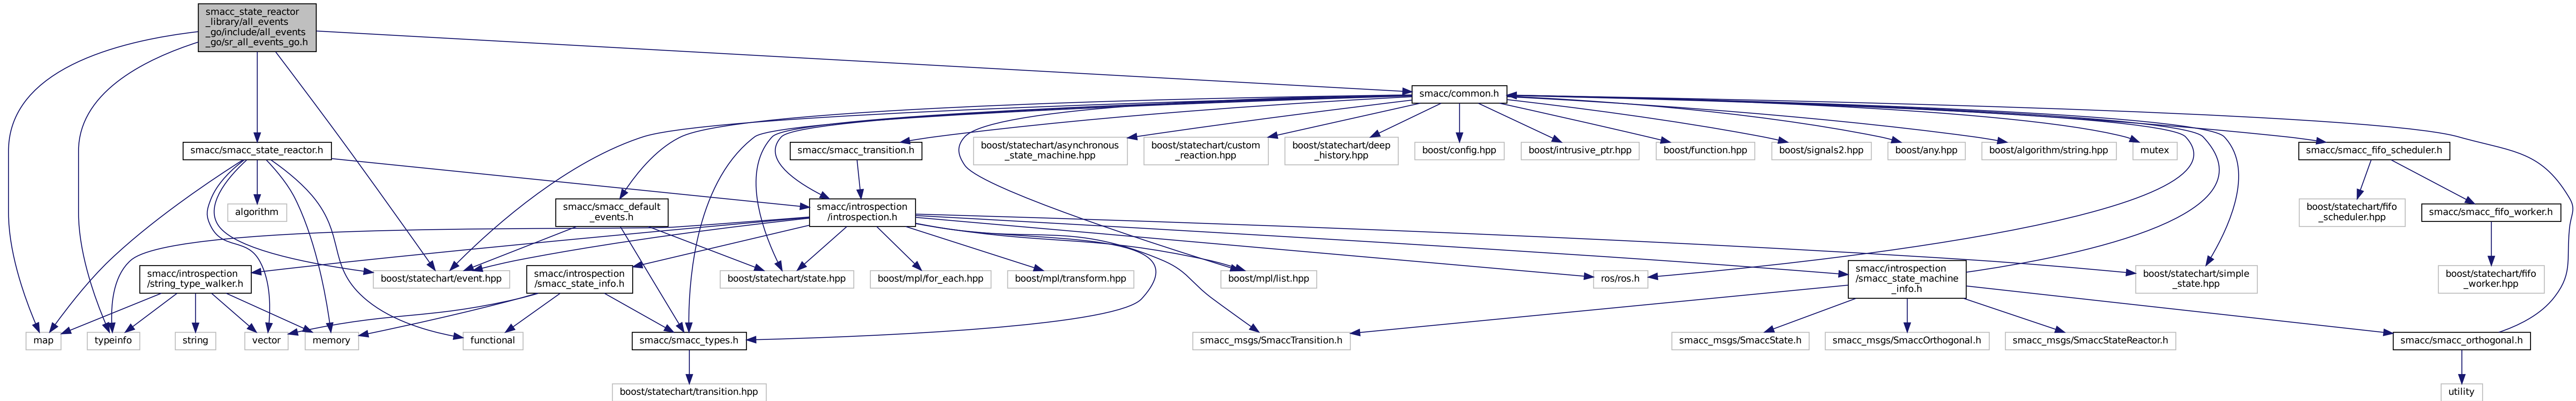 smacc_state_reactor
_library/all_events
_go/include/all_events
_go/sr_all_events_go.h
smacc/common.h
smacc/smacc_state_reactor.h
smacc/smacc_transition.h
boost/statechart/asynchronous
_state_machine.hpp
boost/statechart/custom
_reaction.hpp
boost/statechart/deep
_history.hpp
boost/config.hpp
boost/intrusive_ptr.hpp
boost/function.hpp
boost/signals2.hpp
boost/any.hpp
boost/algorithm/string.hpp
mutex
smacc/smacc_fifo_scheduler.h
algorithm
smacc/smacc_default
_events.h
smacc/introspection
/introspection.h
boost/statechart/fifo
_scheduler.hpp
smacc/smacc_fifo_worker.h
smacc/introspection
/string_type_walker.h
boost/statechart/event.hpp
smacc/introspection
/smacc_state_info.h
boost/statechart/state.hpp
boost/mpl/for_each.hpp
boost/mpl/transform.hpp
boost/mpl/list.hpp
ros/ros.h
smacc/introspection
/smacc_state_machine
_info.h
boost/statechart/simple
_state.hpp
boost/statechart/fifo
_worker.hpp
map
typeinfo
string
vector
memory
functional
smacc/smacc_types.h
smacc_msgs/SmaccTransition.h
smacc_msgs/SmaccState.h
smacc_msgs/SmaccOrthogonal.h
smacc_msgs/SmaccStateReactor.h
smacc/smacc_orthogonal.h
boost/statechart/transition.hpp
utility